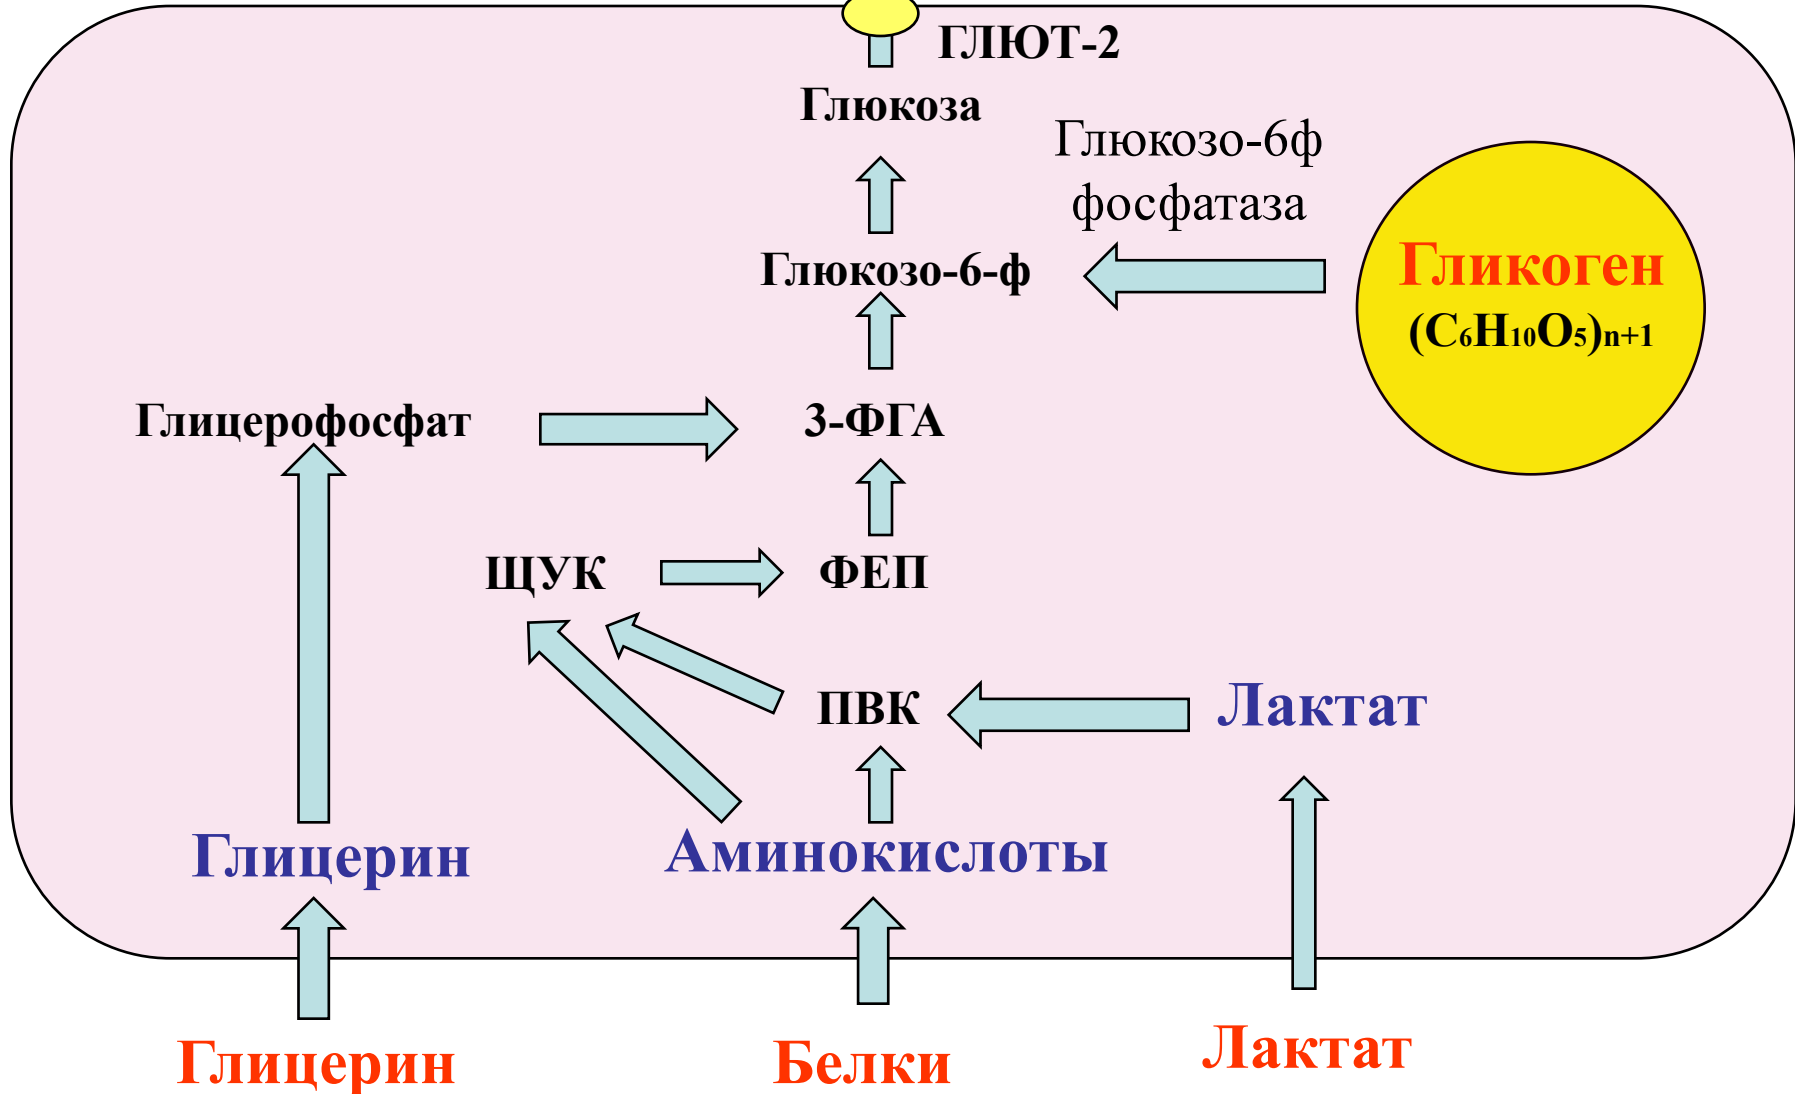 ГЛЮТ-2
Глюкоза
Глюкозо-6ф
фосфатаза
Глюкозо-6-ф
Гликоген
(C₆H₁₀O₅)n+1
Глицерофосфат
3-ФГА
ЩУК
ФЕП
ПВК
Лактат
Глицерин
Аминокислоты
Глицерин
Белки
Лактат